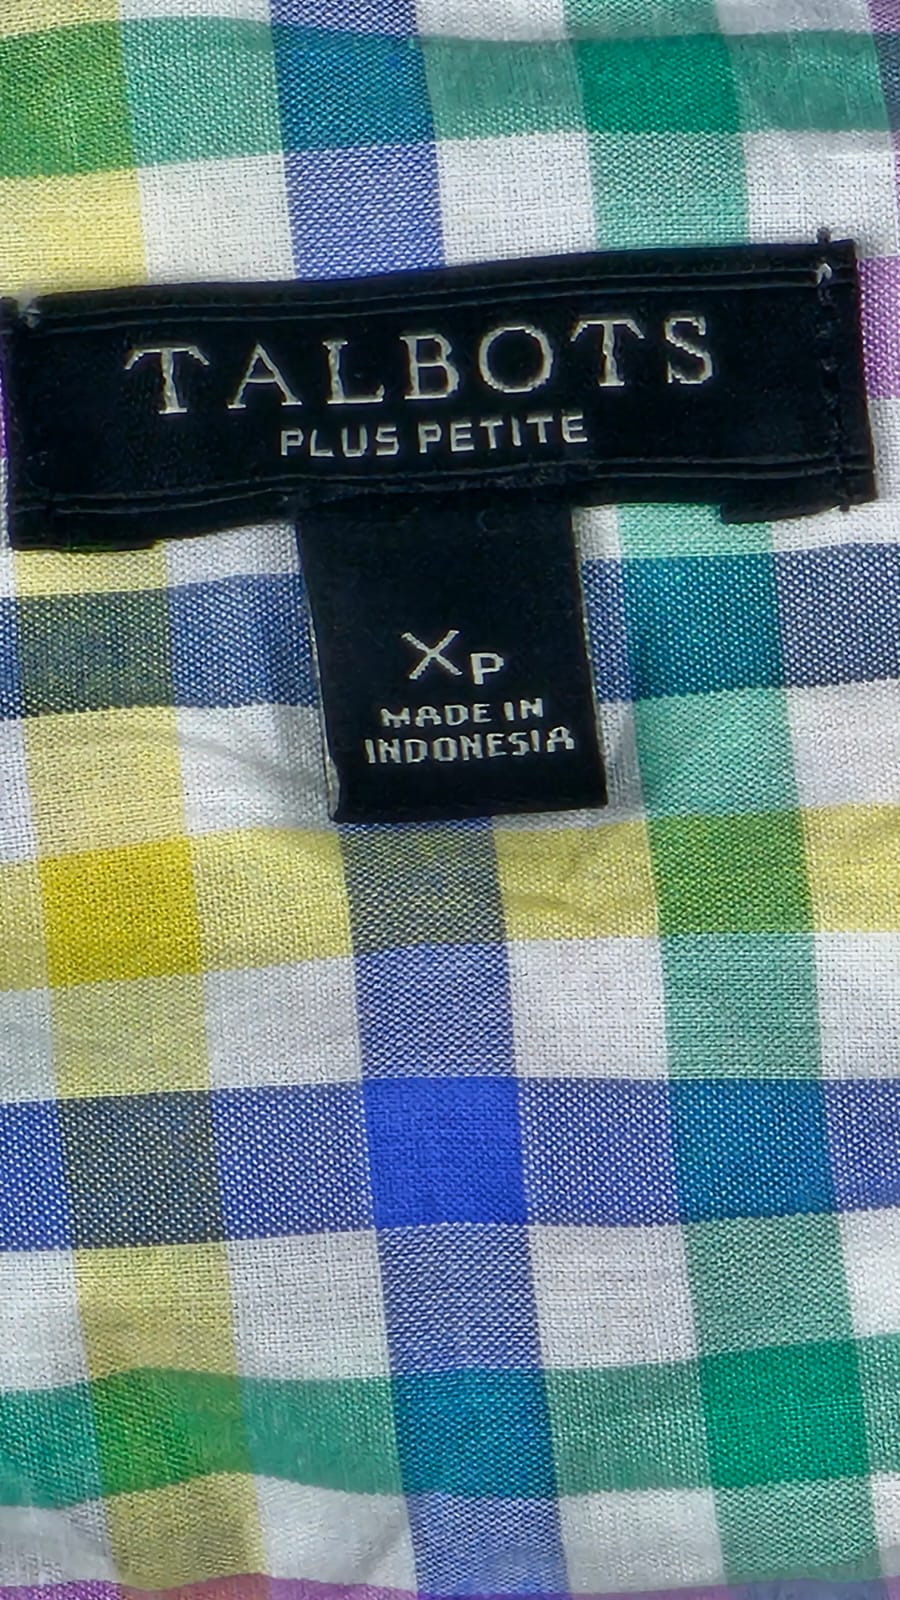 TALBOTS
PLUS PETITE
XP
MADE IN
INDONESIA